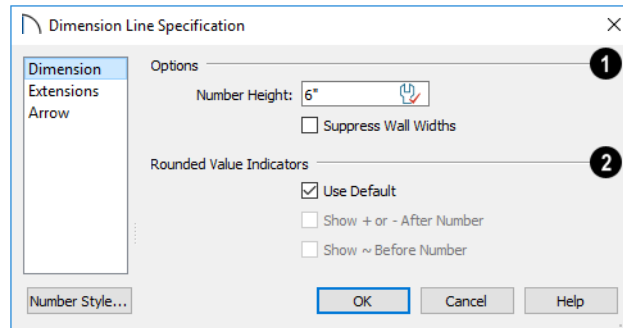 Dimension Line Specification
Dimension
Extensions
Arrow
Options
1
Number Height: 6"
Suppress Wall Widths
Rounded Value Indicators
2
Use Default
Show + or - After Number
Show ~ Before Number
Number Style...
OK
Cancel
Help